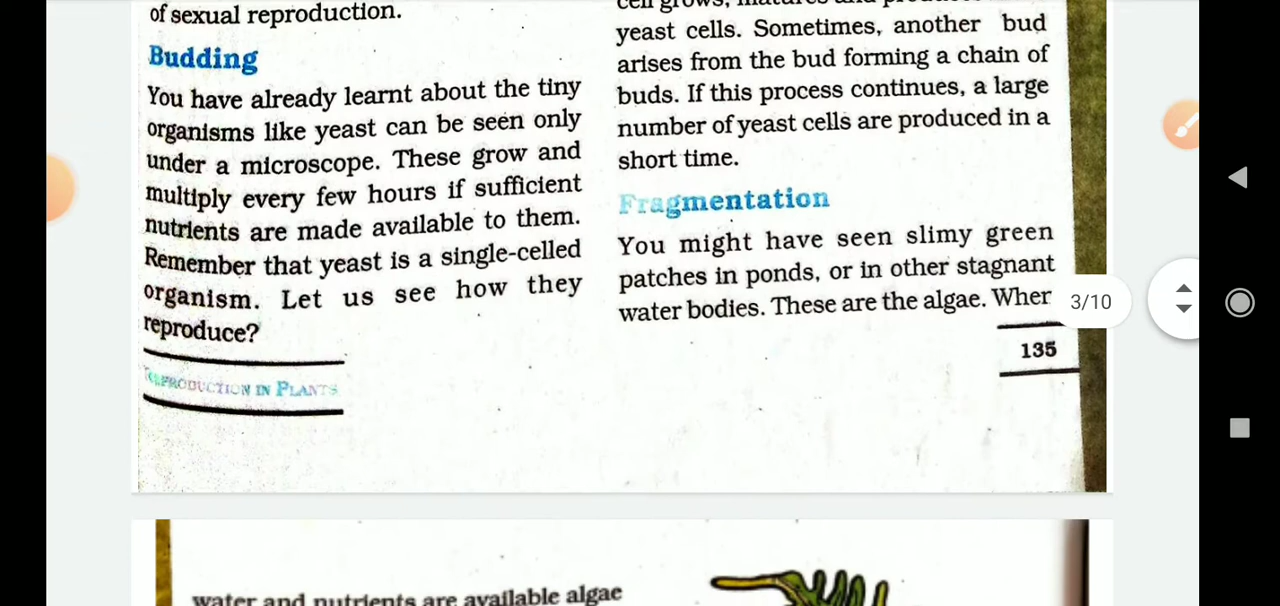 of sexual reproduction.
Budding
You have already learnt about the tiny
organisms like yeast can be seen only
under a microscope. These grow and
multiply every few hours if sufficient
nutrients are made available to them.
Remember that yeast is a single-celled
organism. Let us see how they
reproduce?
REPRODUCTION IN PLANTS
cell grows, matures and
yeast cells. Sometimes, another bud
arises from the bud forming a chain of
buds. If this process continues, a large
number of yeast cells are produced in a
short time.
Fragmentation
You might have seen slimy green
patches in ponds, or in other stagnant
water bodies. These are the algae. Wher
3/10
135
water and nutrients are available algae